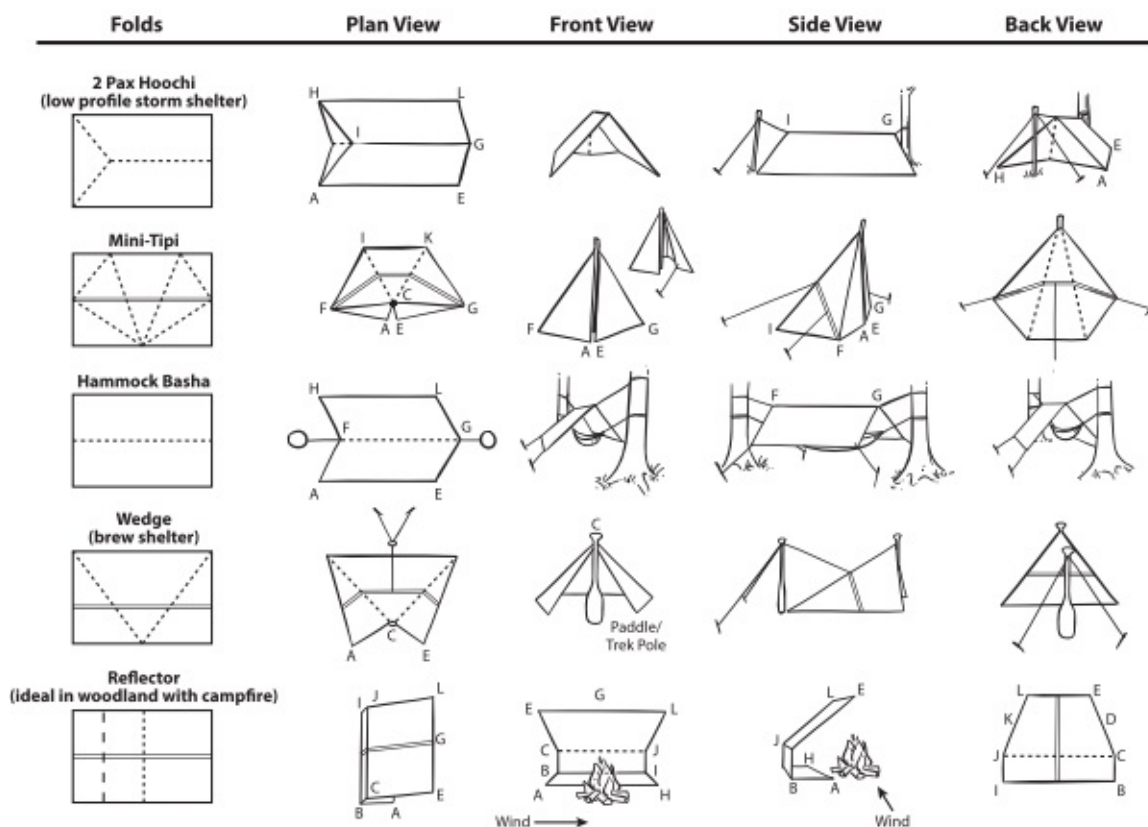 Folds Plan View Front View Side View Back View
2 Pax Hoochi
(low profile storm shelter)
H L
I
G
A E
I G
E
H A
Mini-Tipi
I K
C
F G
A E
F G
A E
G
E
I A
F
Hammock Basha
H L
F G
A E
F G
Wedge
(brew shelter)
C
A E
C
Paddle/
Trek Pole
Reflector
(ideal in woodland with campfire)
J L
I
G
C
E
B A
G
E L
C J
B I
A H
Wind
L E
J
H
B A
Wind
L E
K D
J C
I B